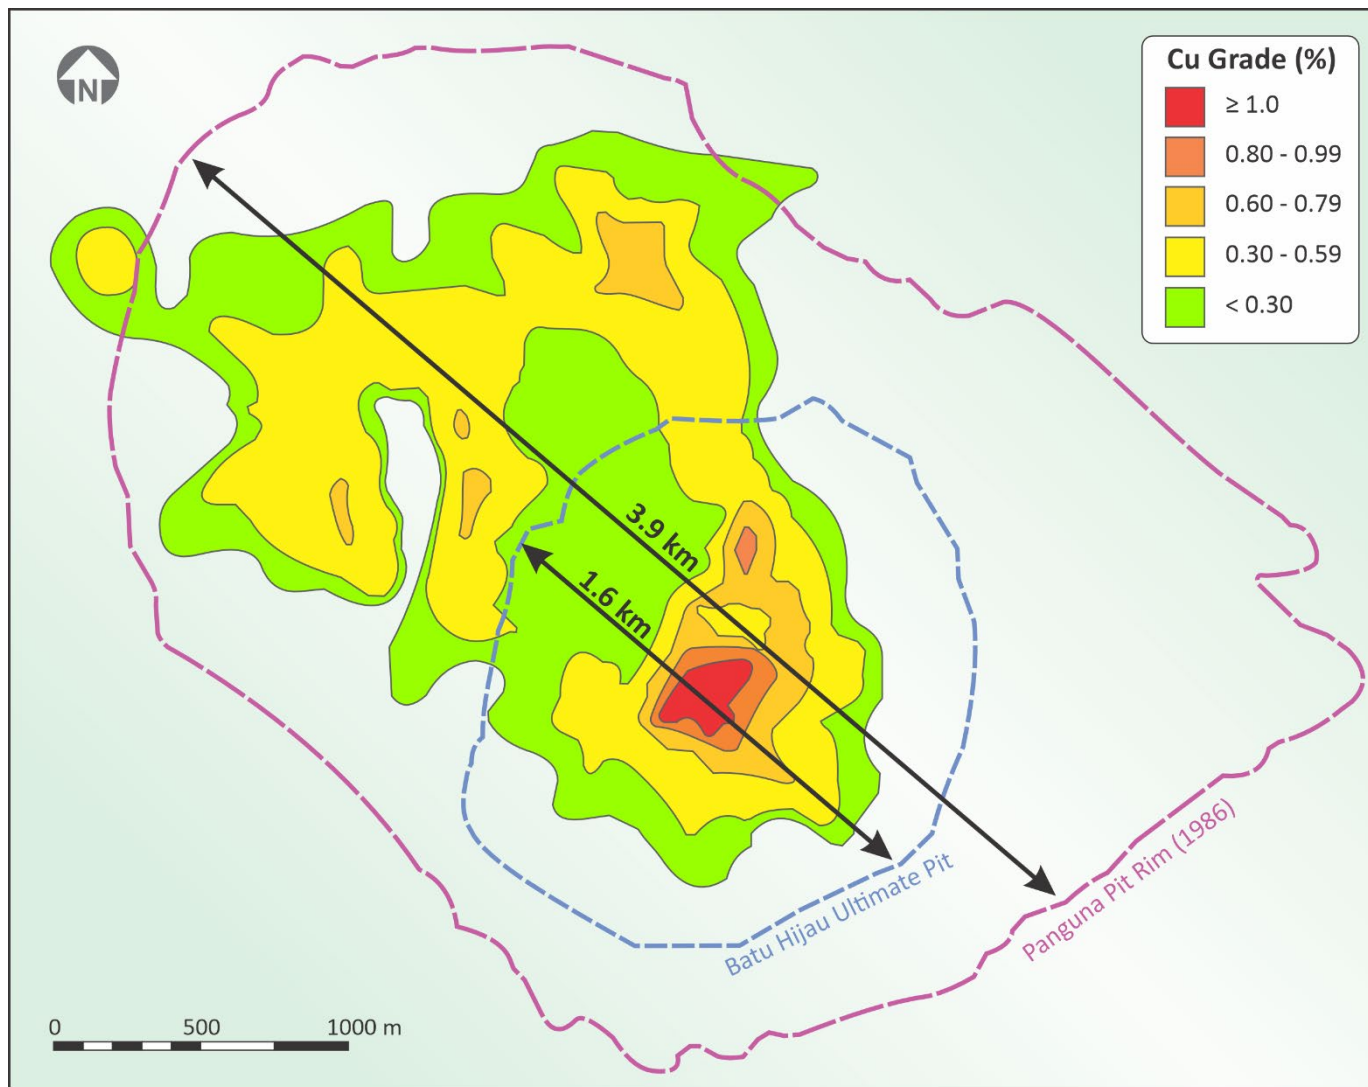 N
Cu Grade (%)
≥ 1.0
0.80 - 0.99
0.60 - 0.79
0.30 - 0.59
< 0.30
3.9 km
1.6 km
Batu Hijau Ultimate Pit
Panguna Pit Rim (1986)
0 500 1000 m